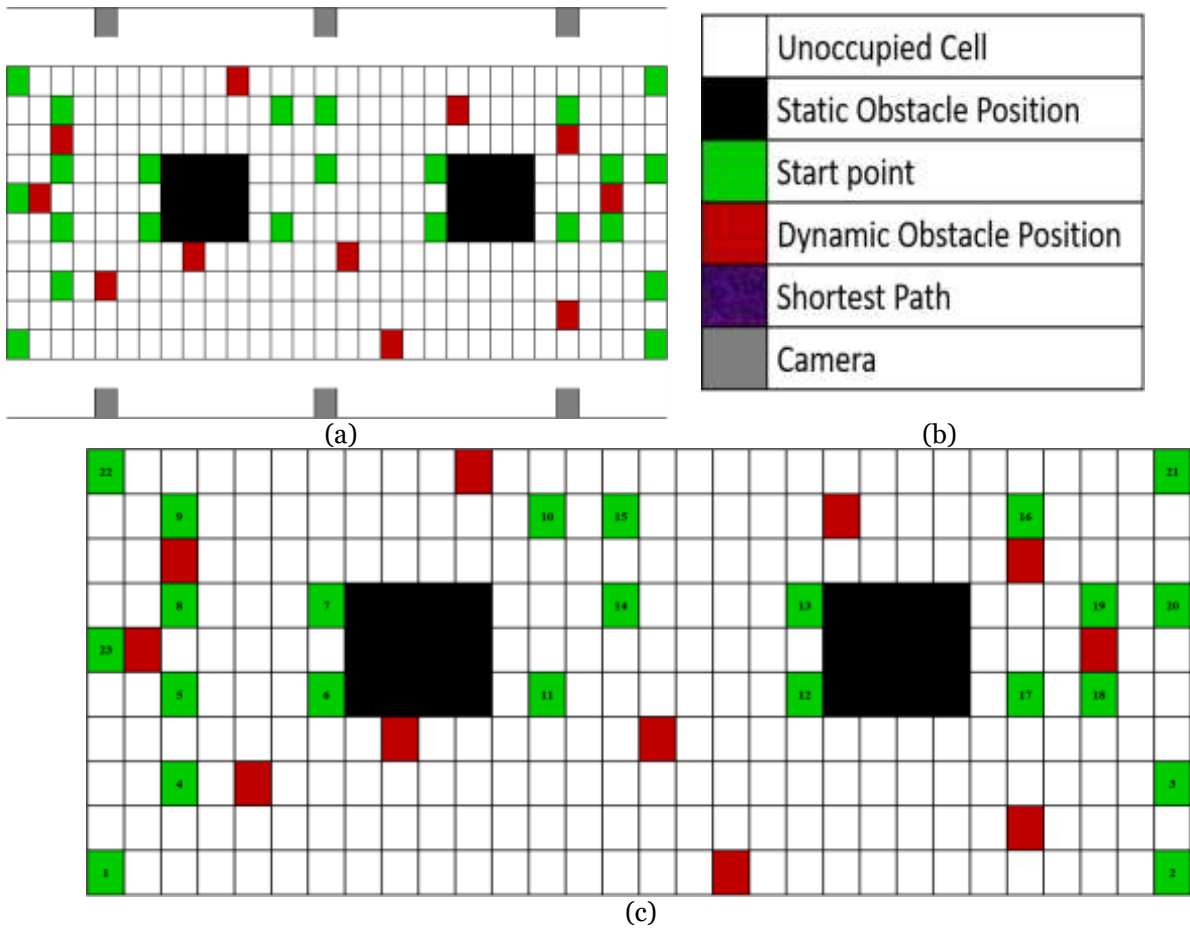 Unoccupied Cell
Static Obstacle Position
Start point
Dynamic Obstacle Position
Shortest Path
Camera
(a)
(b)
22
21
9
10
15
16
8
7
14
13
19
20
23
5
6
11
12
17
18
4
3
1
2
(c)